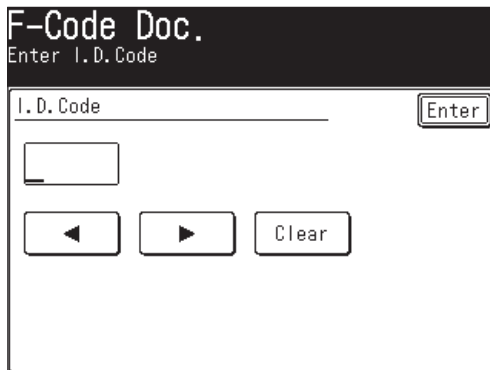 F-Code Doc.
Enter I.D.Code
I.D.Code
Enter
_
◀ ▶ Clear